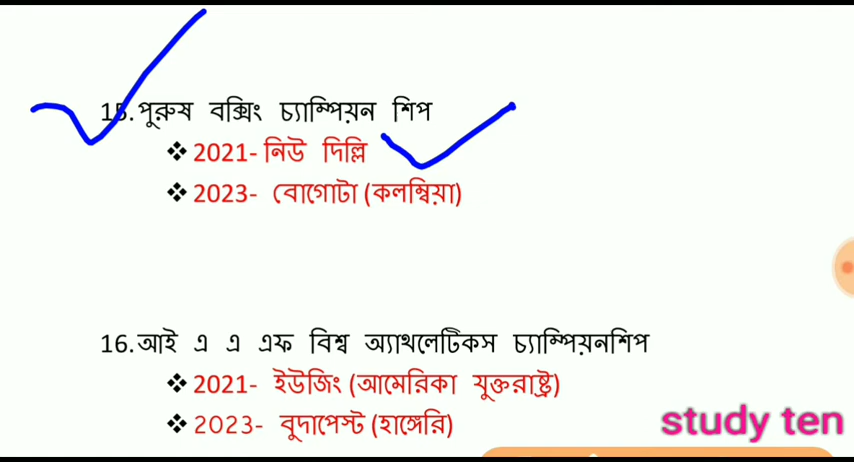 15. পুরুষ বক্সিং চ্যাম্পিয়ন শিপ
❖ 2021- নিউ দিল্লি
❖ 2023- বোগোটা (কলম্বিয়া)
16. আই এ এ এফ বিশ্ব অ্যাথলেটিকস চ্যাম্পিয়নশিপ
❖ 2021- ইউজিং (আমেরিকা যুক্তরাষ্ট্র)
❖ 2023- বুদাপেস্ট (হাঙ্গেরি)
study ten